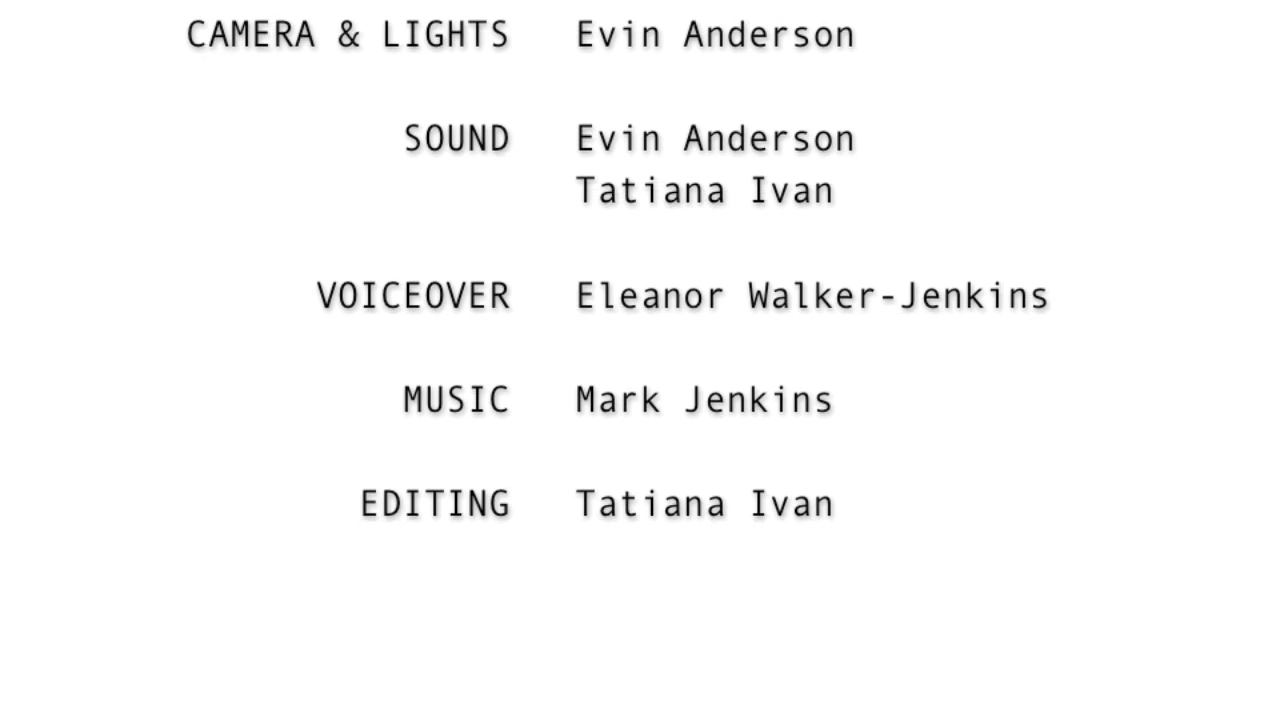 CAMERA & LIGHTS Evin Anderson
SOUND Evin Anderson
Tatiana Ivan
VOICEOVER Eleanor Walker-Jenkins
MUSIC Mark Jenkins
EDITING Tatiana Ivan